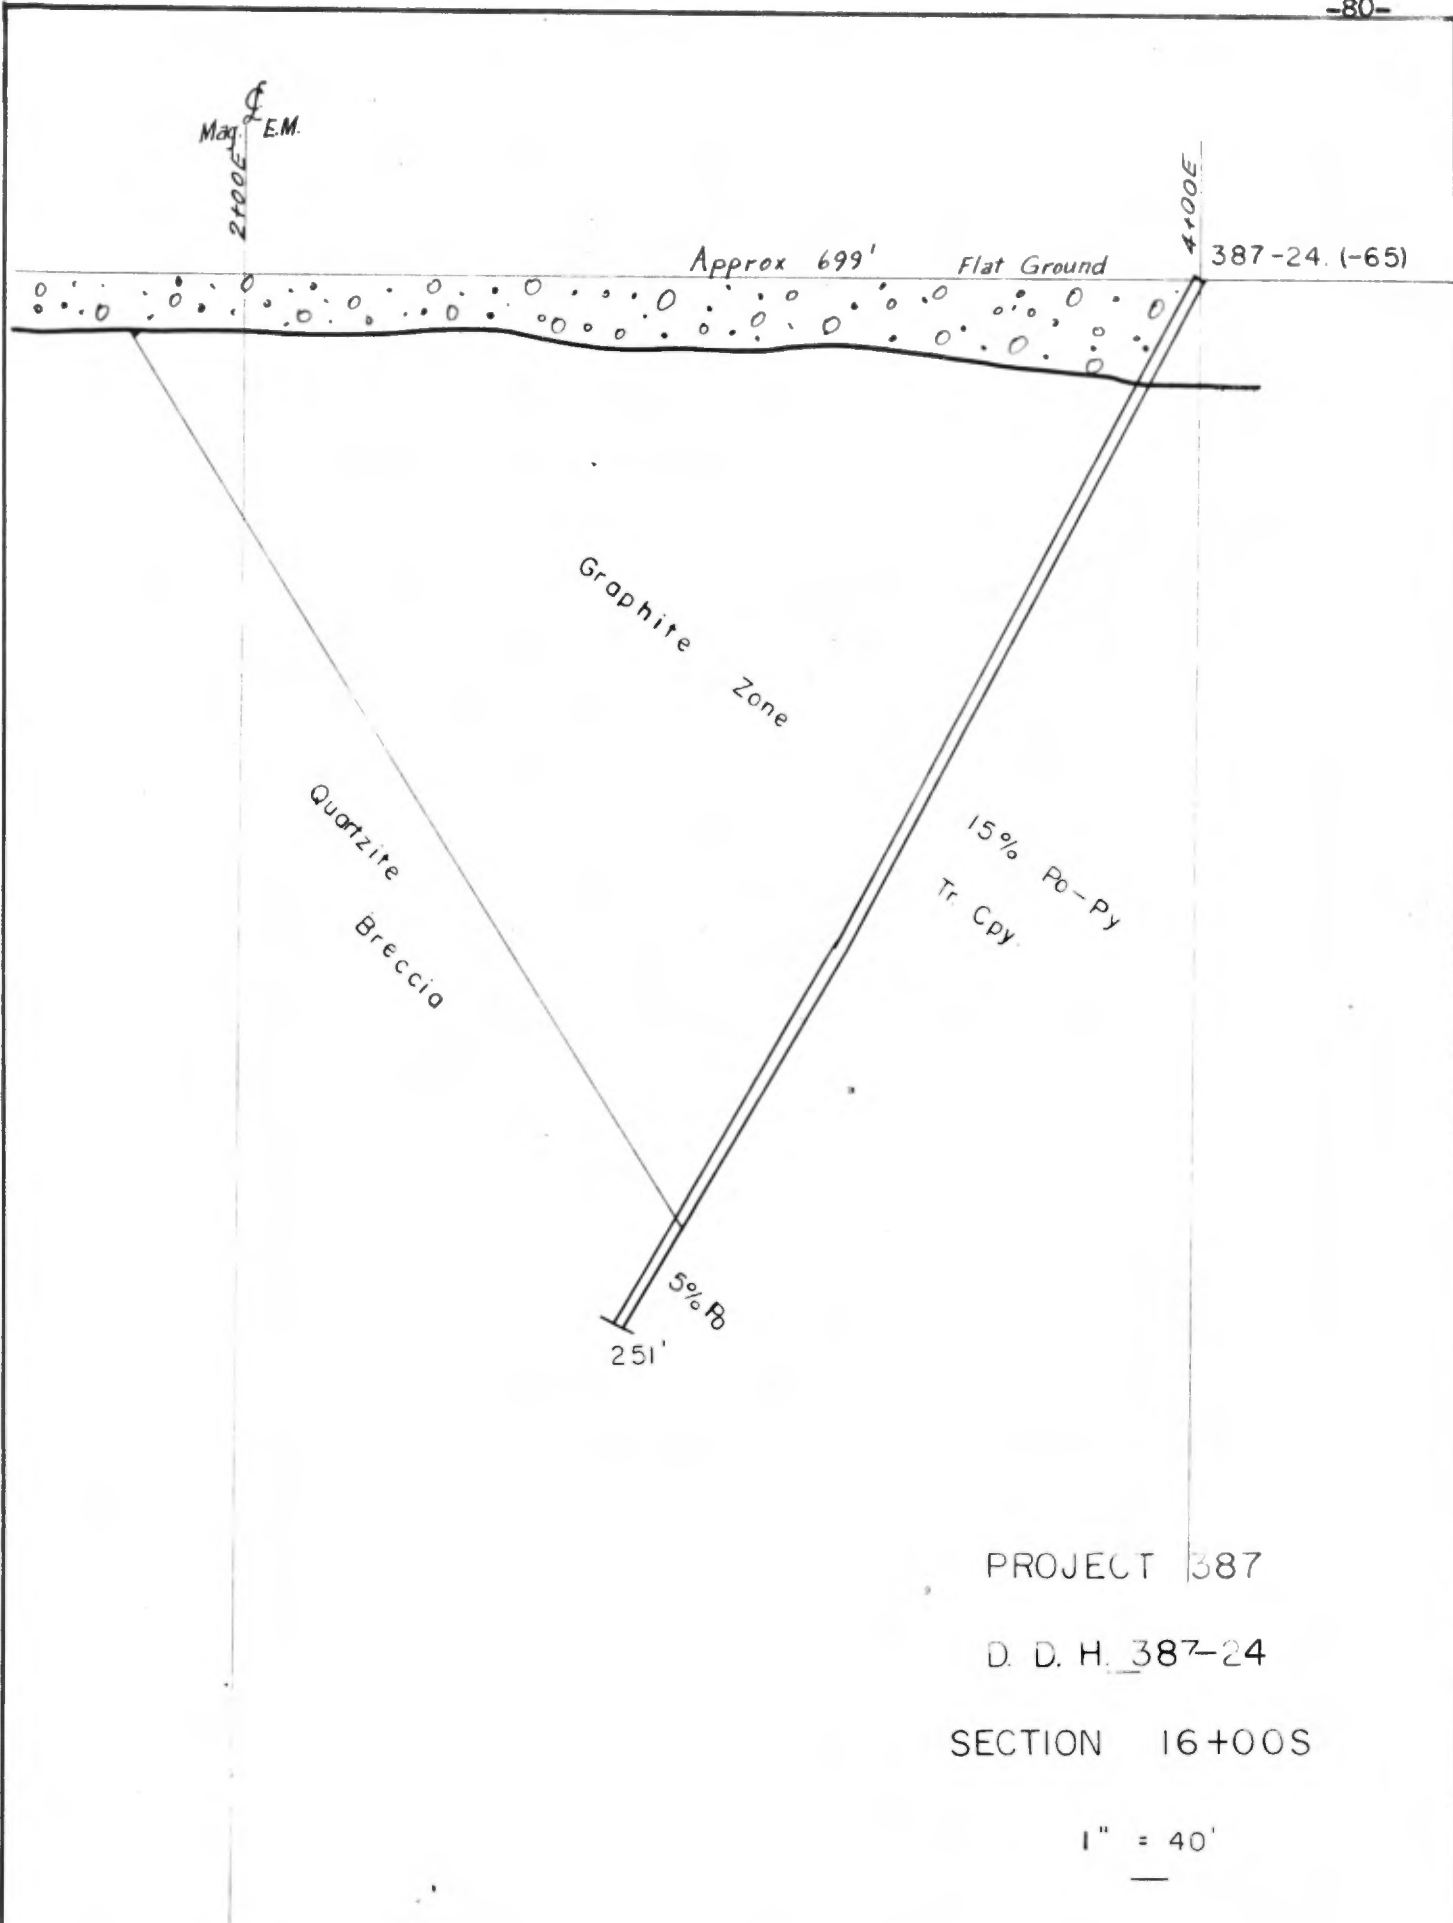 -80-
℄
Mag. E.M.
2+00E
4+00E
Approx 699' Flat Ground
387-24. (-65)
Graphite Zone
Quartzite Breccia
15% Po-Py
Tr. Cpy.
5% Po
251'
PROJECT 387
D. D. H. 387-24
SECTION 16+00S
1" = 40'